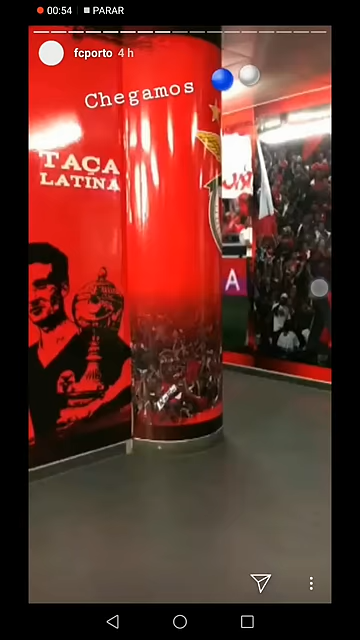 00:54 PARAR
fcporto 4 h
Chegamos
TAÇA
LATINA
A